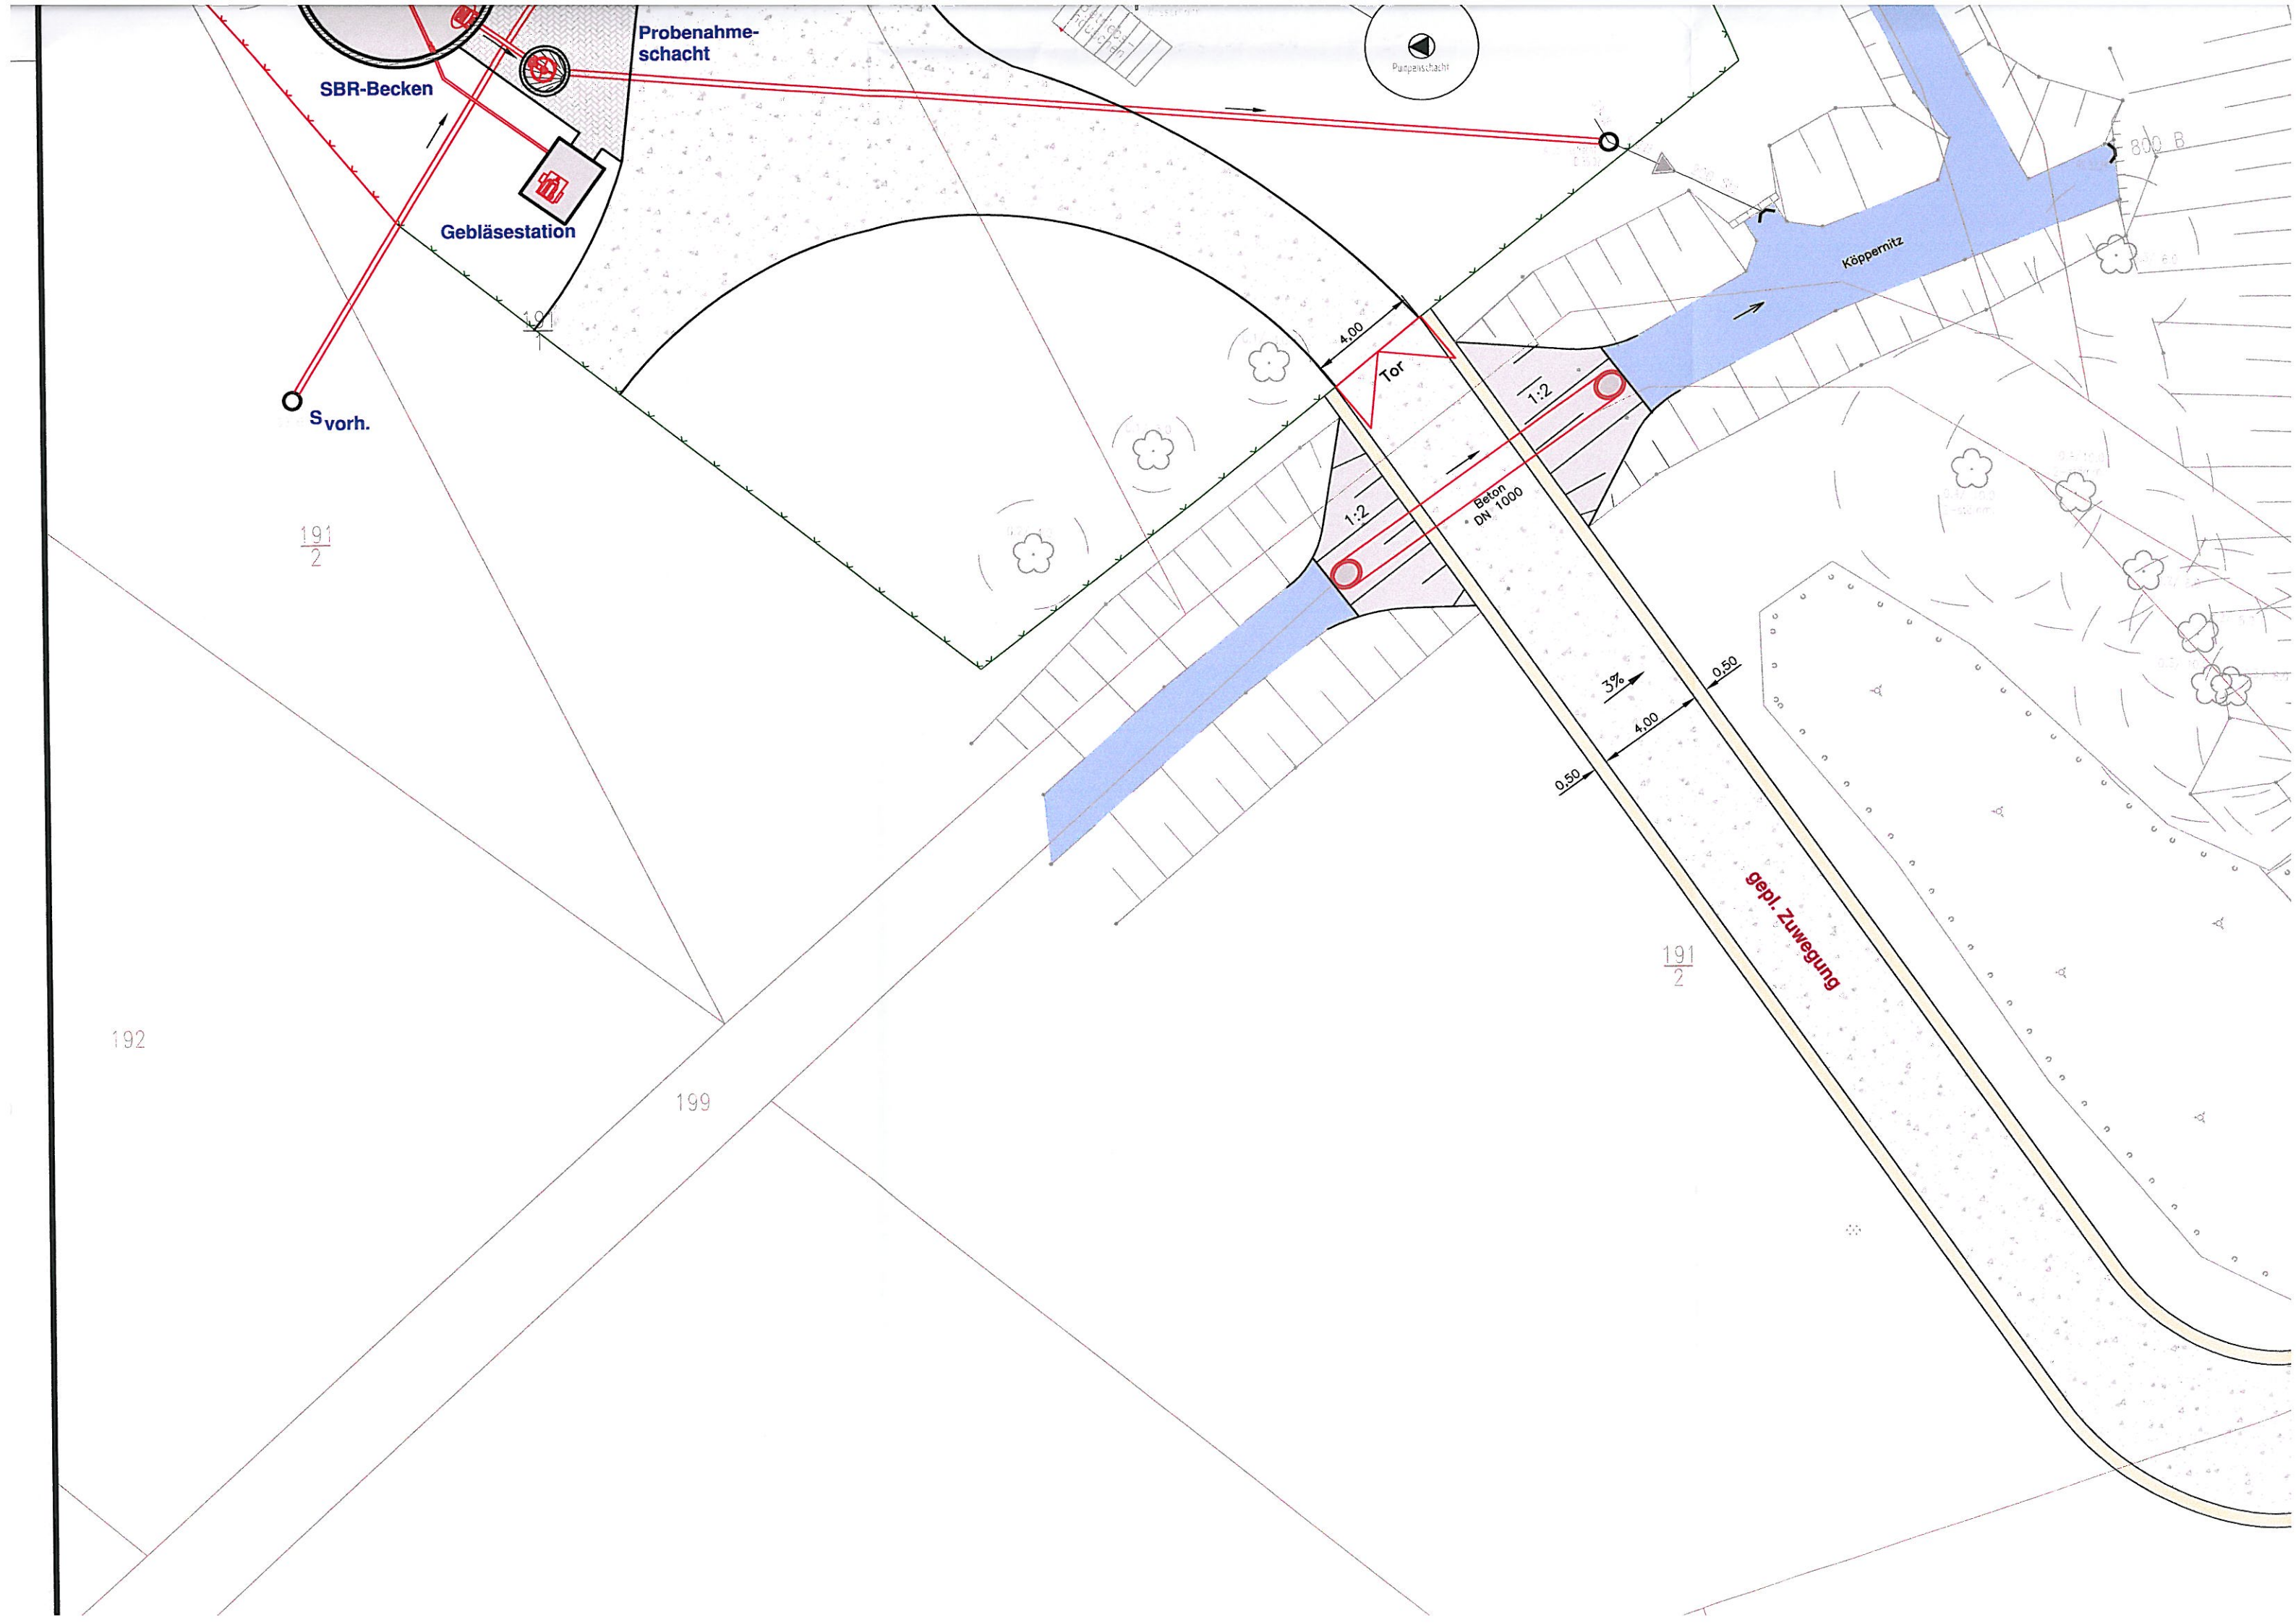 Probenahme-
schacht
SBR-Becken
Pumpenschacht
Gebläsestation
800 B
Köppernitz
191
4,00
Tor
1:2
S vorh.
1:2
Beton
DN 1000
191
2
3%
0,50
4,00
0,50
gepl. Zuwegung
191
2
192
199